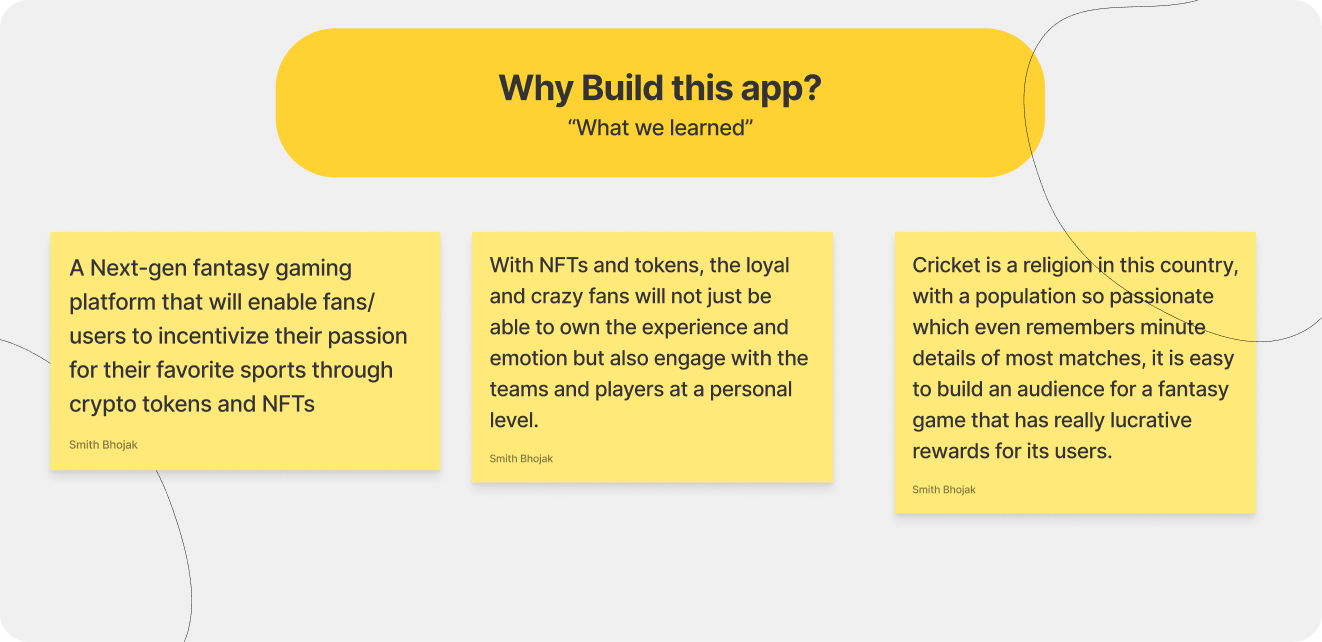 Why Build this app?
“What we learned”
A Next-gen fantasy gaming
platform that will enable fans/
users to incentivize their passion
for their favorite sports through
crypto tokens and NFTs
Smith Bhojak
With NFTs and tokens, the loyal
and crazy fans will not just be
able to own the experience and
emotion but also engage with the
teams and players at a personal
level.
Smith Bhojak
Cricket is a religion in this country,
with a population so passionate
which even remembers minute
details of most matches, it is easy
to build an audience for a fantasy
game that has really lucrative
rewards for its users.
Smith Bhojak